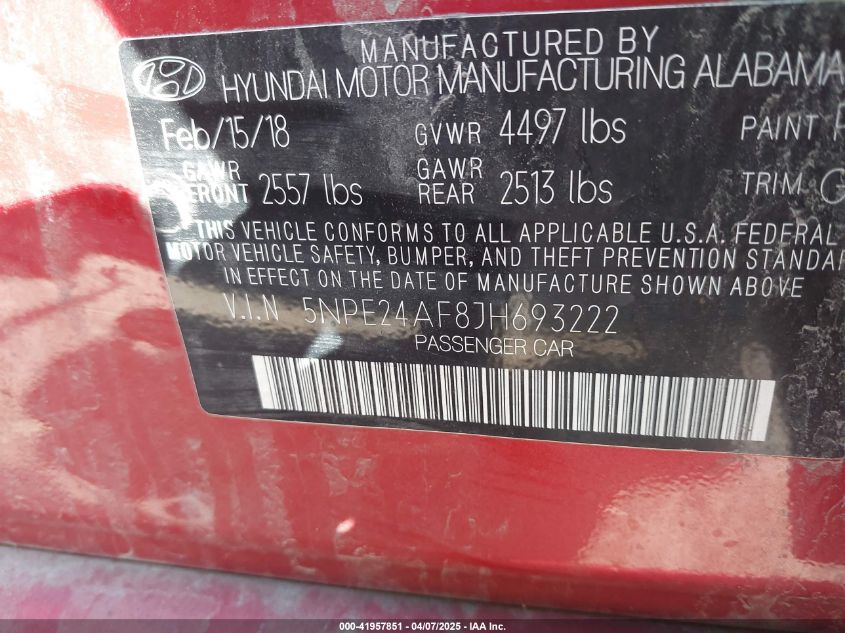 MANUFACTURED BY
HYUNDAI MOTOR MANUFACTURING ALABAMA
Feb/15/18 GVWR 4497 lbs PAINT
GAWR FRONT 2557 lbs GAWR REAR 2513 lbs TRIM
THIS VEHICLE CONFORMS TO ALL APPLICABLE U.S.A. FEDERAL
MOTOR VEHICLE SAFETY, BUMPER, AND THEFT PREVENTION
IN EFFECT ON THE DATE OF MANUFACTURE SHOWN ABOVE
V.I.N 5NPE24AF8JH693222
PASSENGER CAR
000-41957851 - 04/07/2025 - IAA Inc.